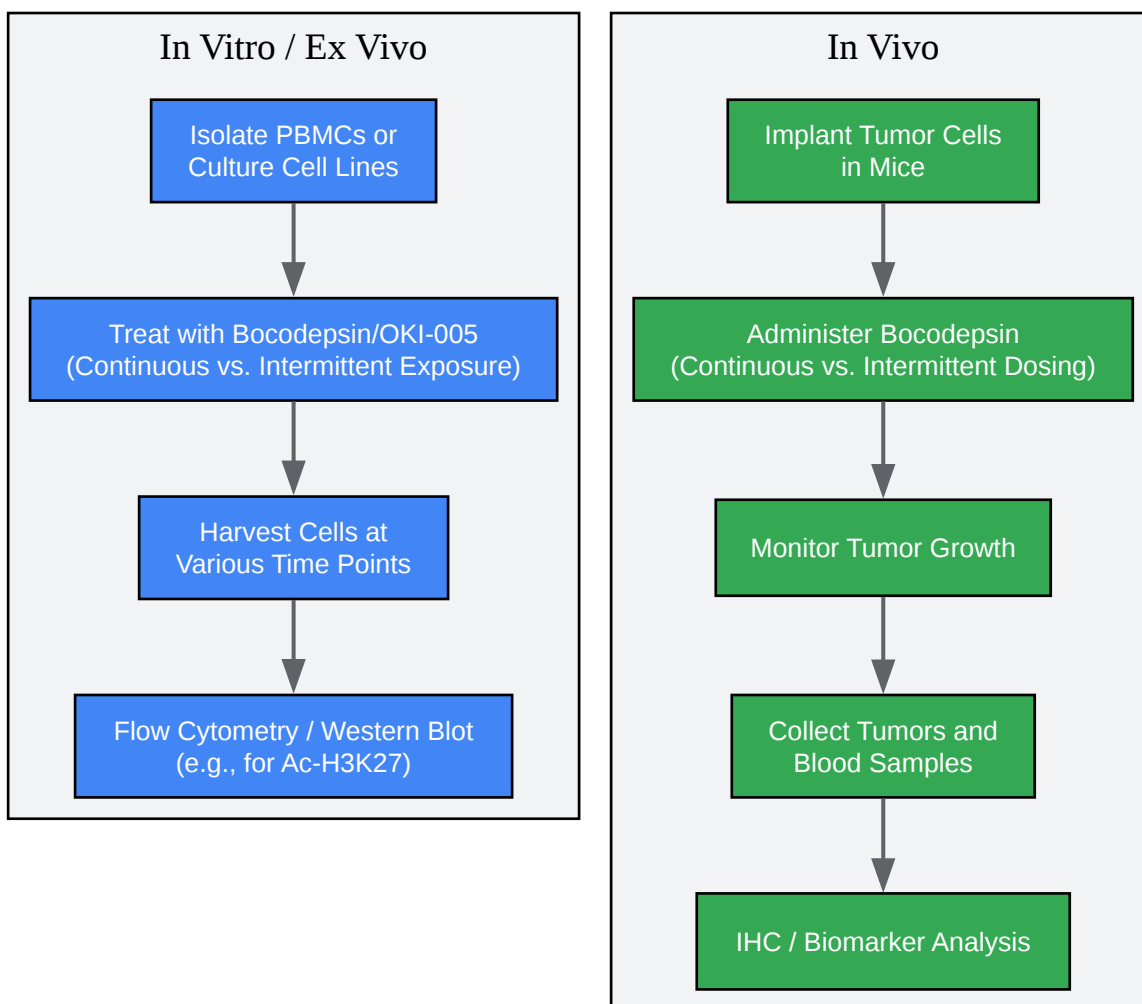 In Vitro / Ex Vivo
Isolate PBMCs or
Culture Cell Lines
Treat with Bocodepsin/OKI-005
(Continuous vs. Intermittent Exposure)
Harvest Cells at
Various Time Points
Flow Cytometry / Western Blot
(e.g., for Ac-H3K27)
In Vivo
Implant Tumor Cells
in Mice
Administer Bocodepsin
(Continuous vs. Intermittent Dosing)
Monitor Tumor Growth
Collect Tumors and
Blood Samples
IHC / Biomarker Analysis